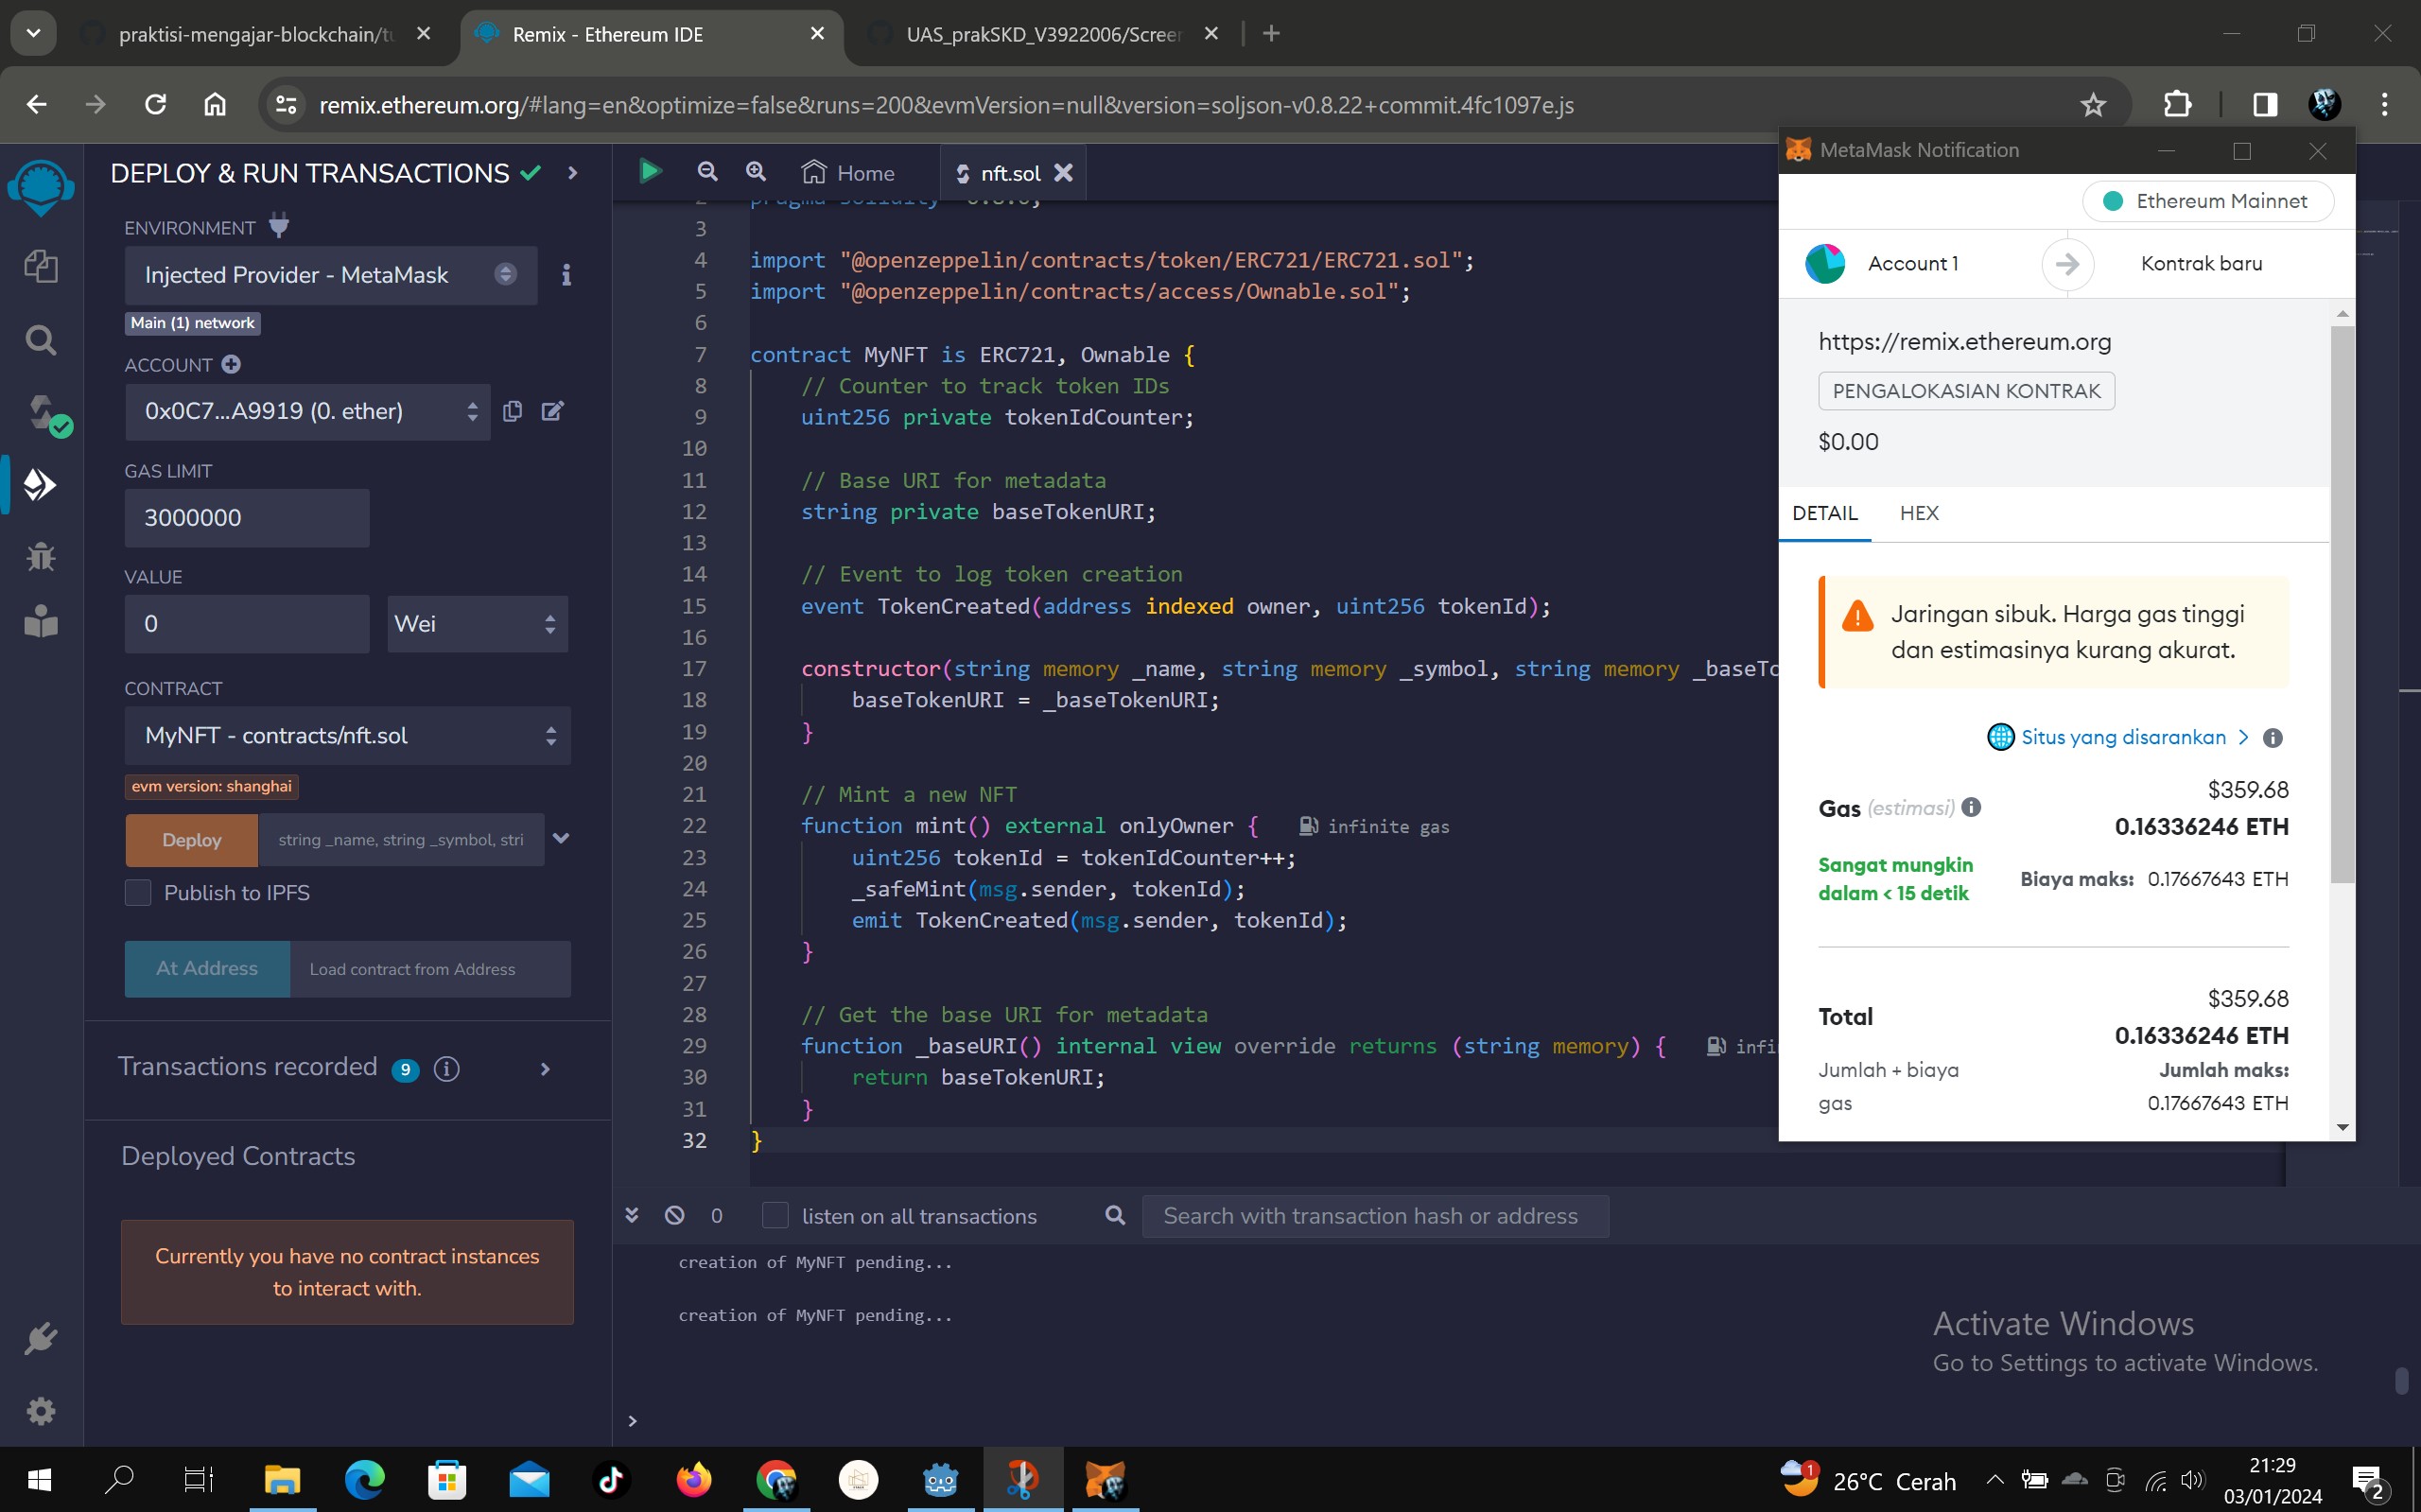 praktisi-mengajar-blockchain/tu
Remix - Ethereum IDE
UAS_prakSKD_V3922006/Screen
remix.ethereum.org/#lang=en&optimize=false&runs=200&evmVersion=null&version=soljson-v0.8.22+commit.4fc1097e.js
DEPLOY & RUN TRANSACTIONS
ENVIRONMENT
Injected Provider - MetaMask
Main (1) network
ACCOUNT
0x0C7...A9919 (0. ether)
GAS LIMIT
3000000
VALUE
0
Wei
CONTRACT
MyNFT - contracts/nft.sol
evm version: shanghai
Deploy
string _name, string _symbol, stri
Publish to IPFS
At Address
Load contract from Address
Transactions recorded 9
Deployed Contracts
Currently you have no contract instances
to interact with.
Home
nft.sol
3
4 import "@openzeppelin/contracts/token/ERC721/ERC721.sol";
5 import "@openzeppelin/contracts/access/Ownable.sol";
6
7 contract MyNFT is ERC721, Ownable {
8 // Counter to track token IDs
9 uint256 private tokenIdCounter;
10
11 // Base URI for metadata
12 string private baseTokenURI;
13
14 // Event to log token creation
15 event TokenCreated(address indexed owner, uint256 tokenId);
16
17 constructor(string memory _name, string memory _symbol, string memory _baseTo
18 baseTokenURI = _baseTokenURI;
19 }
20
21 // Mint a new NFT
22 function mint() external onlyOwner { infinite gas
23 uint256 tokenId = tokenIdCounter++;
24 _safeMint(msg.sender, tokenId);
25 emit TokenCreated(msg.sender, tokenId);
26 }
27
28 // Get the base URI for metadata
29 function _baseURI() internal view override returns (string memory) { infi
30 return baseTokenURI;
31 }
32 }
0
listen on all transactions
Search with transaction hash or address
creation of MyNFT pending...
creation of MyNFT pending...
>
MetaMask Notification
Ethereum Mainnet
Account 1
Kontrak baru
https://remix.ethereum.org
PENGALOKASIAN KONTRAK
$0.00
DETAIL
HEX
Jaringan sibuk. Harga gas tinggi
dan estimasinya kurang akurat.
Situs yang disarankan
$359.68
Gas (estimasi)
0.16336246 ETH
Sangat mungkin
dalam < 15 detik
Biaya maks: 0.17667643 ETH
$359.68
Total
0.16336246 ETH
Jumlah + biaya
gas
Jumlah maks:
0.17667643 ETH
Activate Windows
Go to Settings to activate Windows.
1
26°C Cerah
21:29
03/01/2024
2